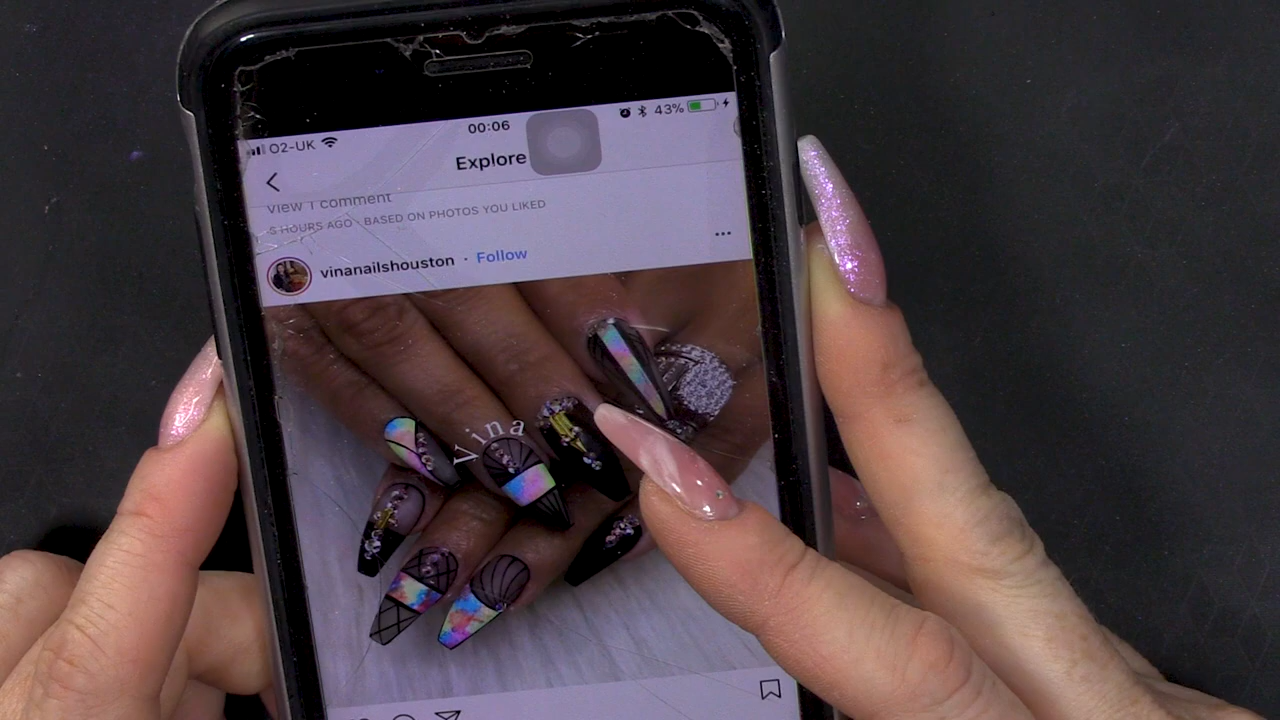 O2-UK 00:06 43%
Explore
View 1 comment
5 HOURS AGO · BASED ON PHOTOS YOU LIKED
vinanailshouston · Follow
Vina